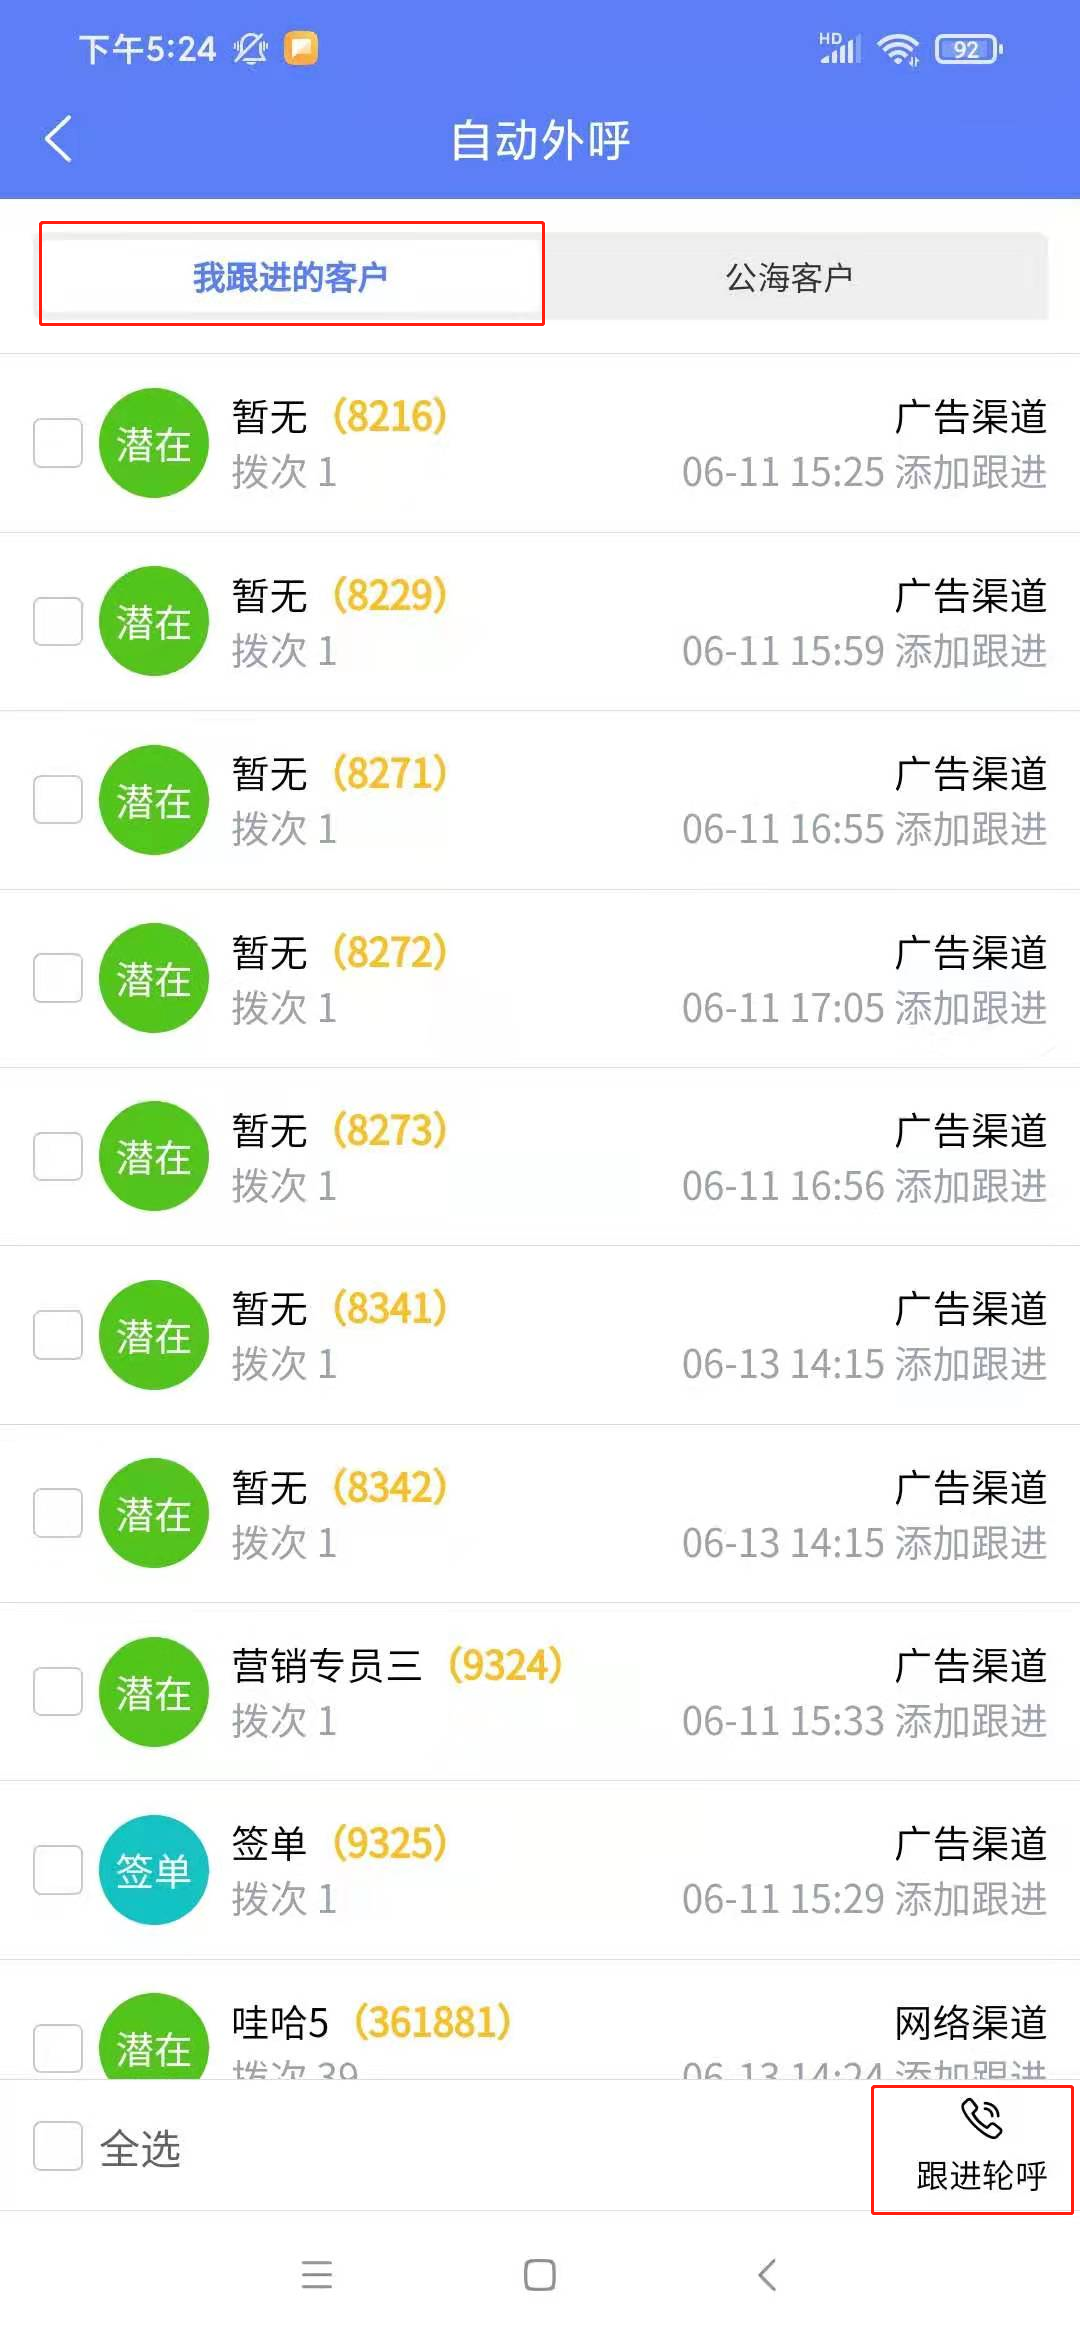 下午5:24 HD 92
自动外呼
我跟进的客户 公海客户
潜在 暂无（8216） 广告渠道
拨次 1 06-11 15:25 添加跟进
潜在 暂无（8229） 广告渠道
拨次 1 06-11 15:59 添加跟进
潜在 暂无（8271） 广告渠道
拨次 1 06-11 16:55 添加跟进
潜在 暂无（8272） 广告渠道
拨次 1 06-11 17:05 添加跟进
潜在 暂无（8273） 广告渠道
拨次 1 06-11 16:56 添加跟进
潜在 暂无（8341） 广告渠道
拨次 1 06-13 14:15 添加跟进
潜在 暂无（8342） 广告渠道
拨次 1 06-13 14:15 添加跟进
潜在 营销专员三（9324） 广告渠道
拨次 1 06-11 15:33 添加跟进
签单 签单（9325） 广告渠道
拨次 1 06-11 15:29 添加跟进
潜在 哇哈5（361881） 网络渠道
拨次 39 06-13 14:24 添加跟进
全选 跟进轮呼